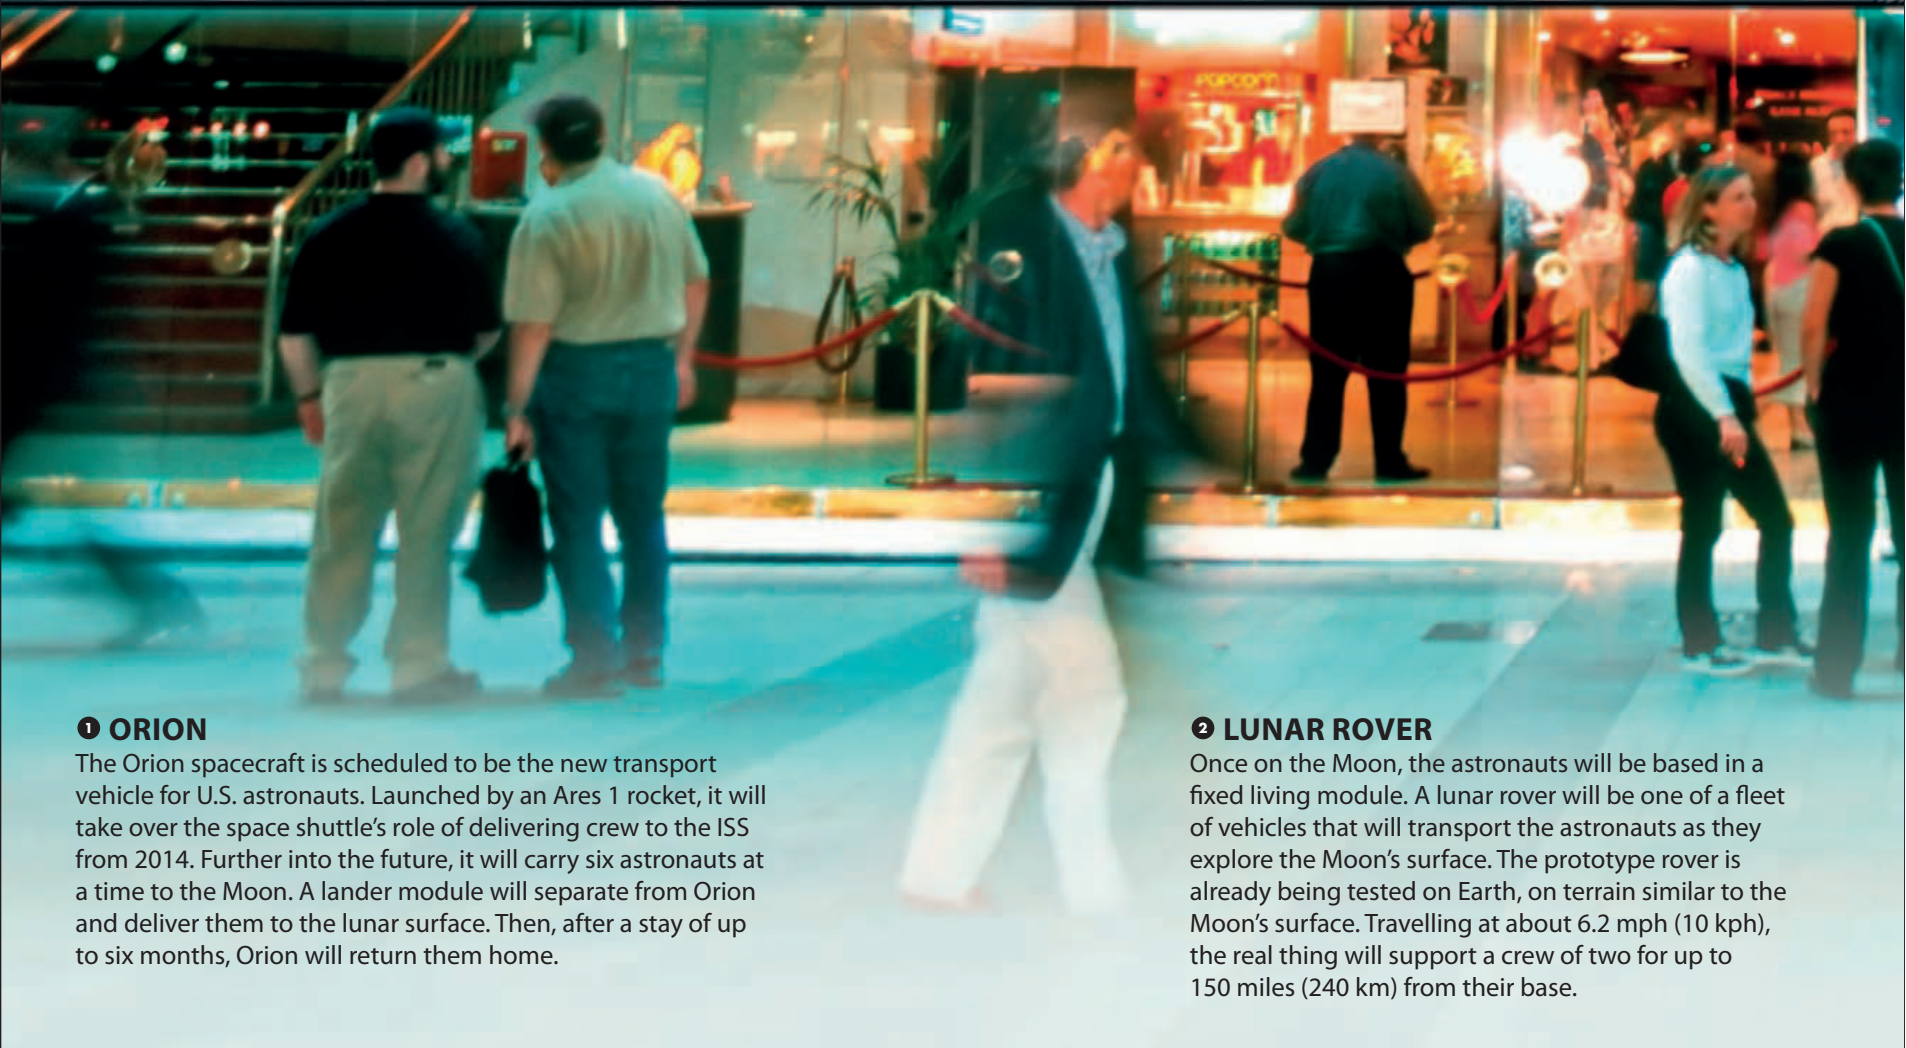 POPCORN
1 ORION
The Orion spacecraft is scheduled to be the new transport
vehicle for U.S. astronauts. Launched by an Ares 1 rocket, it will
take over the space shuttle’s role of delivering crew to the ISS
from 2014. Further into the future, it will carry six astronauts at
a time to the Moon. A lander module will separate from Orion
and deliver them to the lunar surface. Then, after a stay of up
to six months, Orion will return them home.
2 LUNAR ROVER
Once on the Moon, the astronauts will be based in a
fixed living module. A lunar rover will be one of a fleet
of vehicles that will transport the astronauts as they
explore the Moon’s surface. The prototype rover is
already being tested on Earth, on terrain similar to the
Moon’s surface. Travelling at about 6.2 mph (10 kph),
the real thing will support a crew of two for up to
150 miles (240 km) from their base.